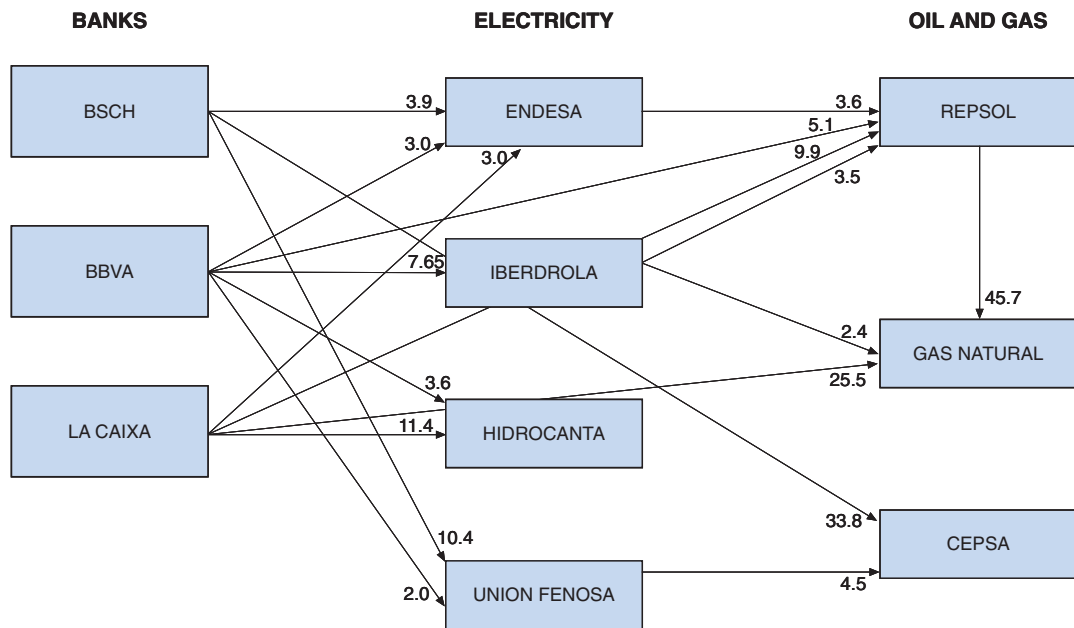 BANKS ELECTRICITY OIL AND GAS
BSCH
3.9
ENDESA
3.6
REPSOL
3.0
3.0
5.1
9.9
3.5
BBVA
7.65
IBERDROLA
45.7
2.4
GAS NATURAL
25.5
LA CAIXA
3.6
11.4
HIDROCANTA
33.8
CEPSA
10.4
2.0
UNION FENOSA
4.5